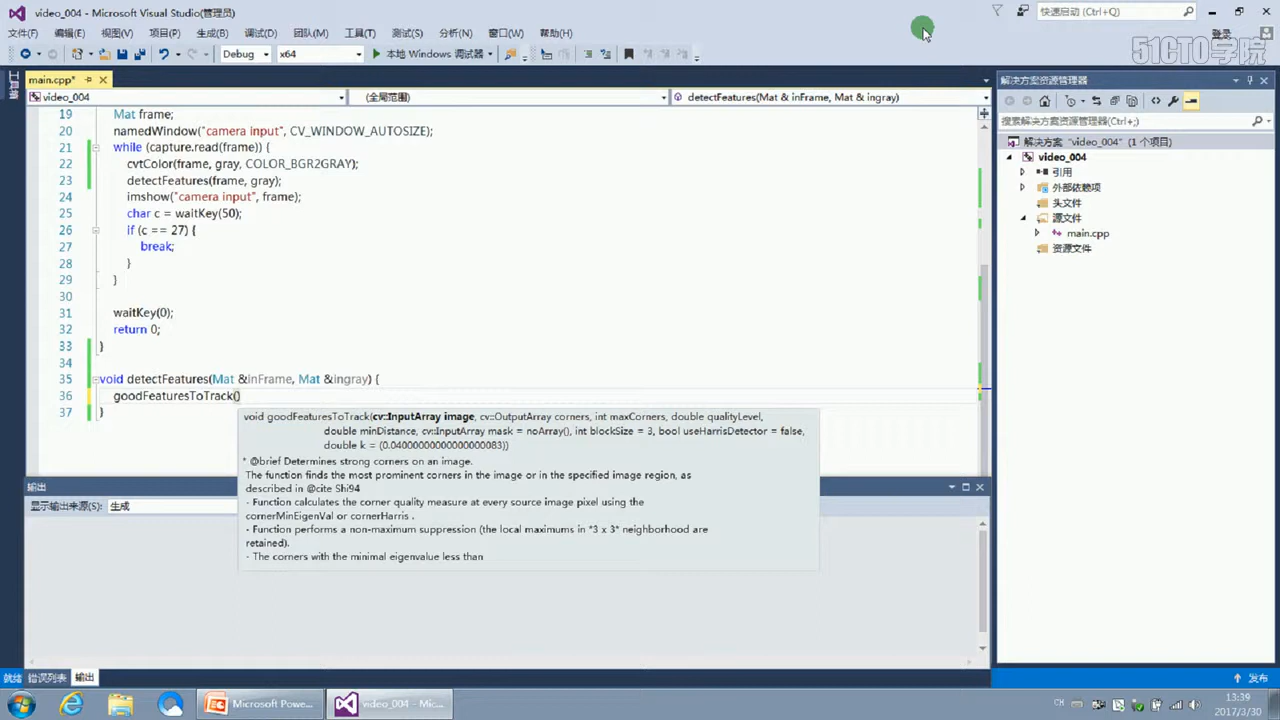 video_004 - Microsoft Visual Studio(管理员)
快速启动 (Ctrl+Q)
文件(F) 编辑(E) 视图(V) 项目(P) 生成(B) 调试(D) 团队(M) 工具(T) 测试(S) 分析(N) 窗口(W) 帮助(H)
登录
51CTO学院
Debug x64 本地 Windows 调试器
main.cpp*
解决方案资源管理器
video_004 (全局范围) detectFeatures(Mat & inFrame, Mat & ingray)
搜索解决方案资源管理器(Ctrl+;)
解决方案 "video_004" (1 个项目)
video_004
引用
外部依赖项
头文件
源文件
main.cpp
资源文件
19 Mat frame;
20 namedWindow("camera input", CV_WINDOW_AUTOSIZE);
21 while (capture.read(frame)) {
22 cvtColor(frame, gray, COLOR_BGR2GRAY);
23 detectFeatures(frame, gray);
24 imshow("camera input", frame);
25 char c = waitKey(50);
26 if (c == 27) {
27 break;
28 }
29 }
30
31 waitKey(0);
32 return 0;
33 }
34
35 void detectFeatures(Mat &inFrame, Mat &ingray) {
36 goodFeaturesToTrack()
37 }
void goodFeaturesToTrack(cv::InputArray image, cv::OutputArray corners, int maxCorners, double qualityLevel,
double minDistance, cv::InputArray mask = noArray(), int blockSize = 3, bool useHarrisDetector = false,
double k = (0.040000000000000000083))
* @brief Determines strong corners on an image.
The function finds the most prominent corners in the image or in the specified image region, as
described in @cite Shi94
- Function calculates the corner quality measure at every source image pixel using the
cornerMinEigenVal or cornerHarris .
- Function performs a non-maximum suppression (the local maximums in *3 x 3* neighborhood are
retained).
- The corners with the minimal eigenvalue less than
输出
显示输出来源(S): 生成
错误列表 输出
就绪
发布
Microsoft Powe...
video_004 - Mic...
CH
13:39
2017/3/30